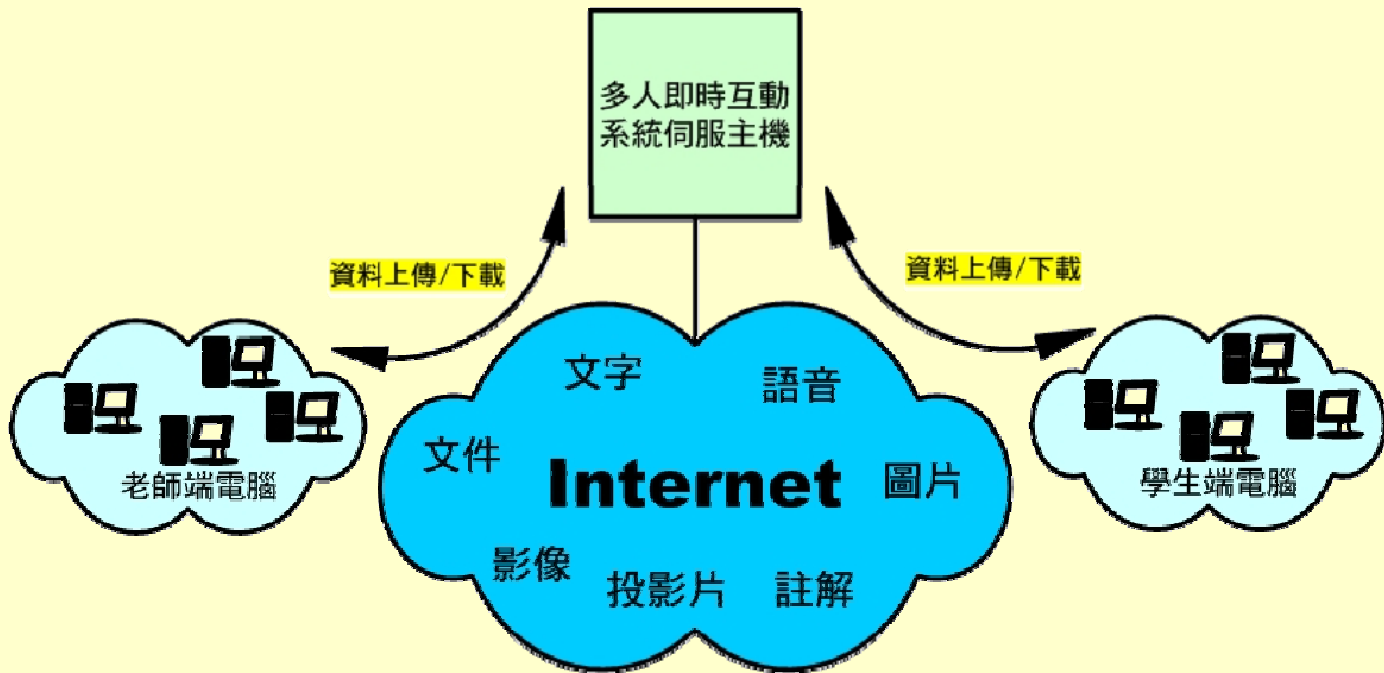 多人即時互動
系統伺服主機
資料上傳/下載
資料上傳/下載
文字
語音
文件
Internet
圖片
老師端電腦
學生端電腦
影像
投影片
註解